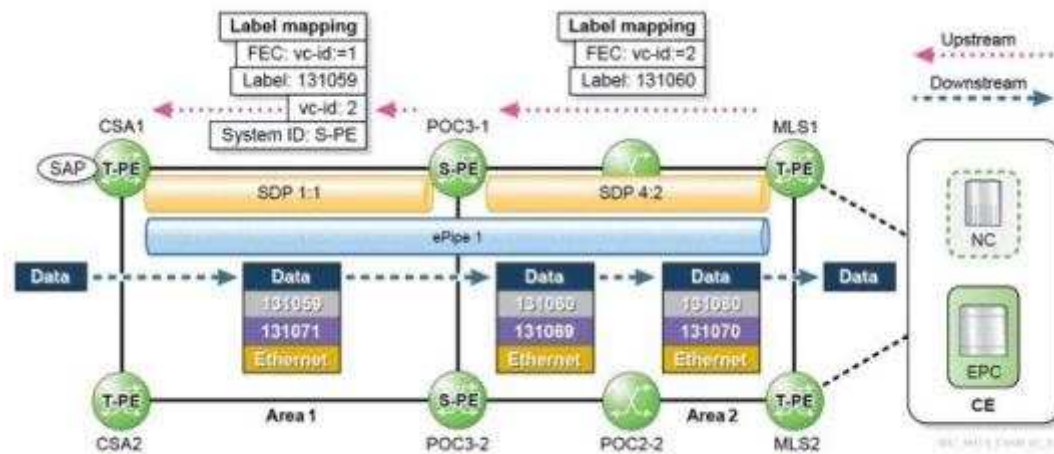 Label mapping
FEC: vc-id:=1
Label: 131059
vc-id: 2
System ID: S-PE
Label mapping
FEC: vc-id:=2
Label: 131060
Upstream
Downstream
CSA1
POC3-1
MLS1
SAP
T-PE
S-PE
T-PE
SDP 1:1
SDP 4:2
ePipe 1
NC
Data
Data
131059
131071
Ethernet
Data
131060
131069
Ethernet
Data
131060
131070
Ethernet
Data
EPC
CE
T-PE
Area 1
S-PE
Area 2
T-PE
CSA2
POC3-2
POC2-2
MLS2